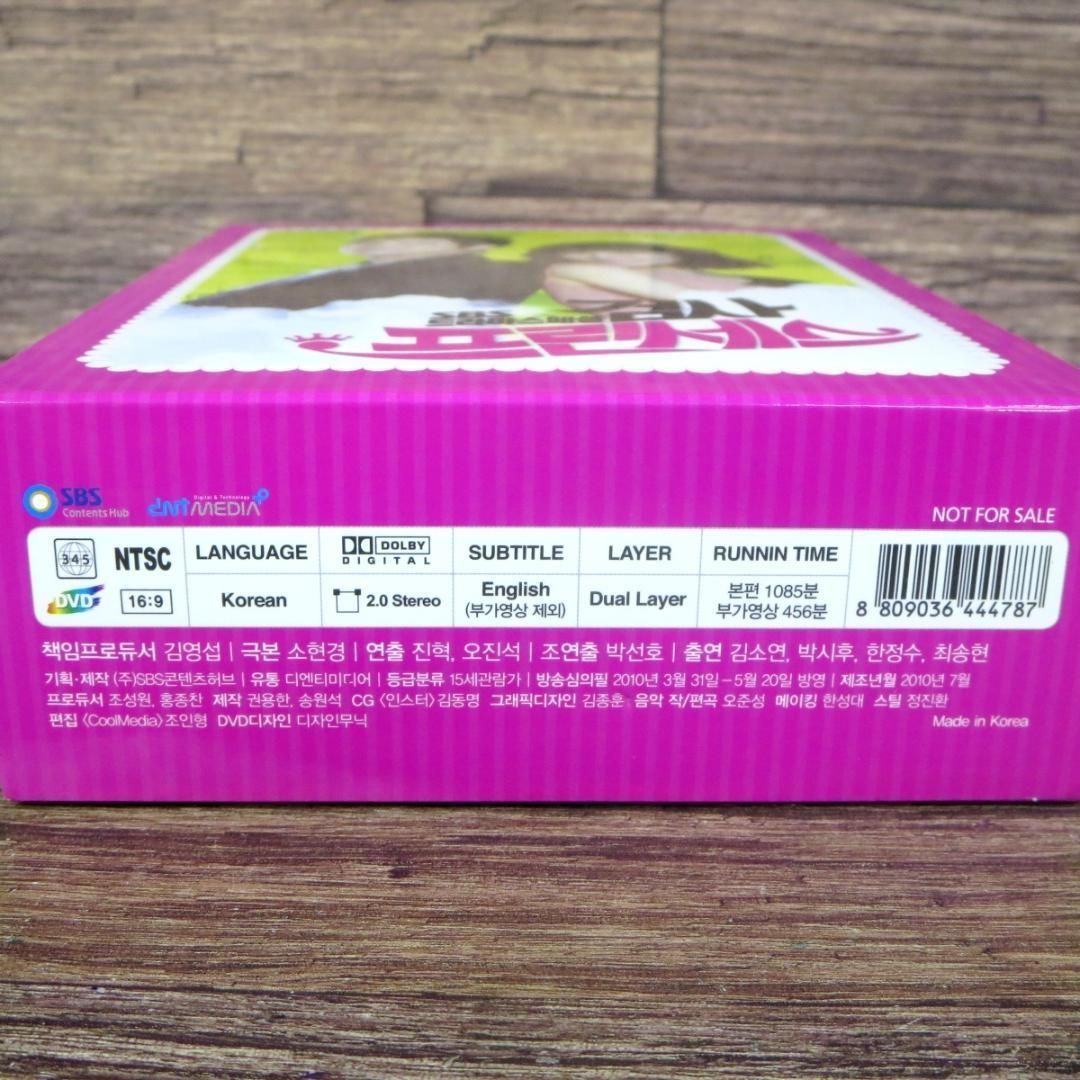 검사 프린세스
SBS
SBS
Contents Hub
Digital & Technology
dnt MEDIA
NOT FOR SALE
345 NTSC LANGUAGE DOLBY DIGITAL SUBTITLE LAYER RUNNIN TIME
DVD 16:9 Korean 2.0 Stereo English (부가영상 제외) Dual Layer 본편 1085분 부가영상 456분
8 809036 444787
책임프로듀서 김영섭 | 극본 소현경 | 연출 진혁, 오진석 | 조연출 박선호 | 출연 김소연, 박시후, 한정수, 최송현
기획·제작 (주)SBS콘텐츠허브 | 유통 디엔티미디어 | 등급분류 15세관람가 | 방송심의필 2010년 3월 31일 – 5월 20일 방영 | 제조년월 2010년 7월
프로듀서 조성원, 홍종찬 제작 권용한, 송원석 CG 〈인스터〉 김동명 그래픽디자인 김종훈 음악 작/편곡 오준성 메이킹 한성대 스틸 정진환
편집 〈CoolMedia〉 조인형 DVD디자인 디자인무닉
Made in Korea